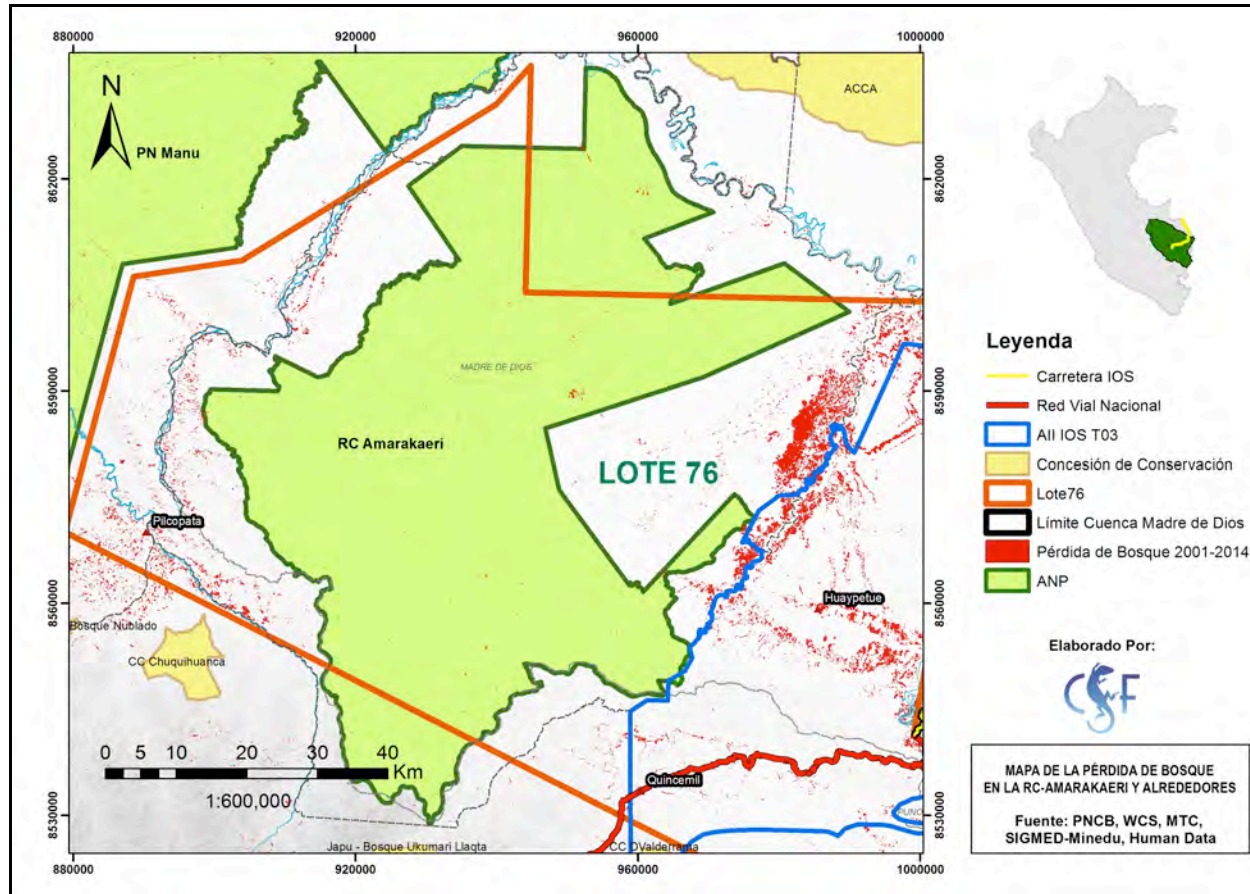 880000
920000
960000
1000000
8620000
8620000
8590000
8590000
8560000
8560000
8530000
8530000
N
PN Manu
ACCA
MADRE DE DIOS
RC Amarakaeri
LOTE 76
Pilcopata
Huaypetue
Bosque Nublado
CC Chuquihuanca
0 5 10 20 30 40
Km
1:600,000
Quincemil
PUNO
Japu - Bosque Ukumari Llaqta
CC DValderrama
880000
920000
960000
1000000
Leyenda
Carretera IOS
Red Vial Nacional
AII IOS T03
Concesión de Conservación
Lote76
Límite Cuenca Madre de Dios
Pérdida de Bosque 2001-2014
ANP
Elaborado Por:
CSF
MAPA DE LA PÉRDIDA DE BOSQUE
EN LA RC-AMARAKAERI Y ALREDEDORES
Fuente: PNCB, WCS, MTC,
SIGMED-Minedu, Human Data